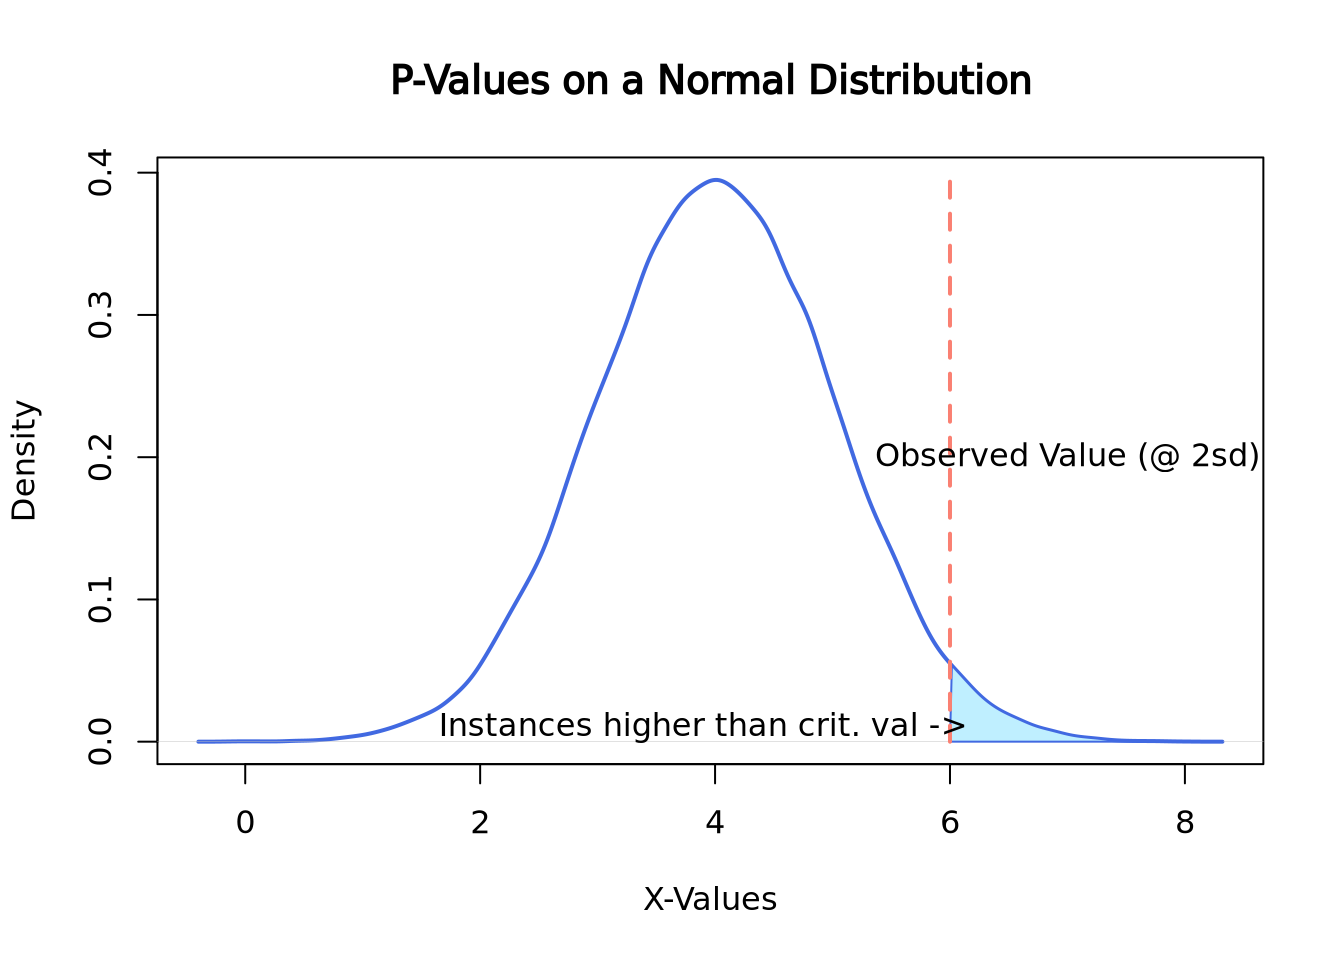 P-Values on a Normal Distribution
0.4
0.3
0.2
0.1
0.0
Density
Observed Value (@ 2sd)
Instances higher than crit. val ->
0 2 4 6 8
X-Values